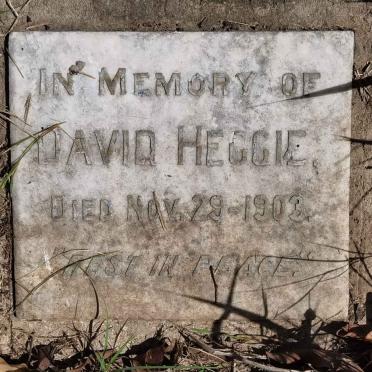 IN MEMORY OF
DAVID HEGGIE.
DIED NOV. 29-1903.
"REST IN PEACE."